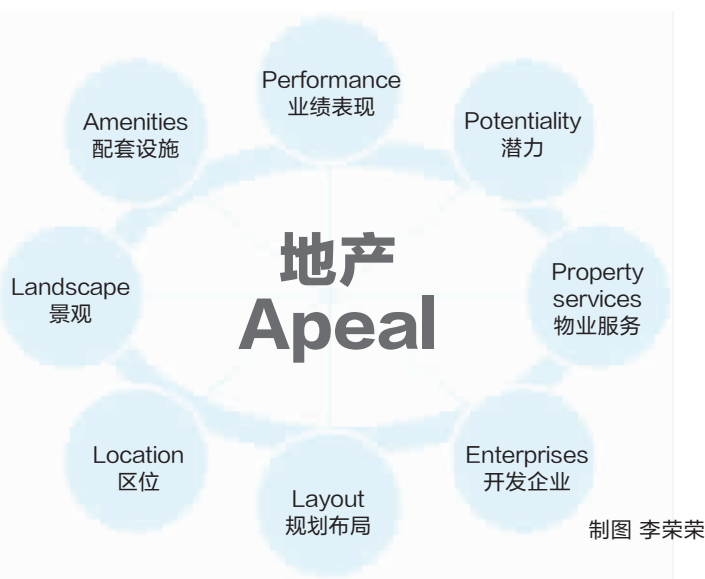 Performance
业绩表现
Amenities
配套设施
Potentiality
潜力
地产
Apeal
Landscape
景观
Property
services
物业服务
Location
区位
Enterprises
开发企业
Layout
规划布局
制图 李荣荣